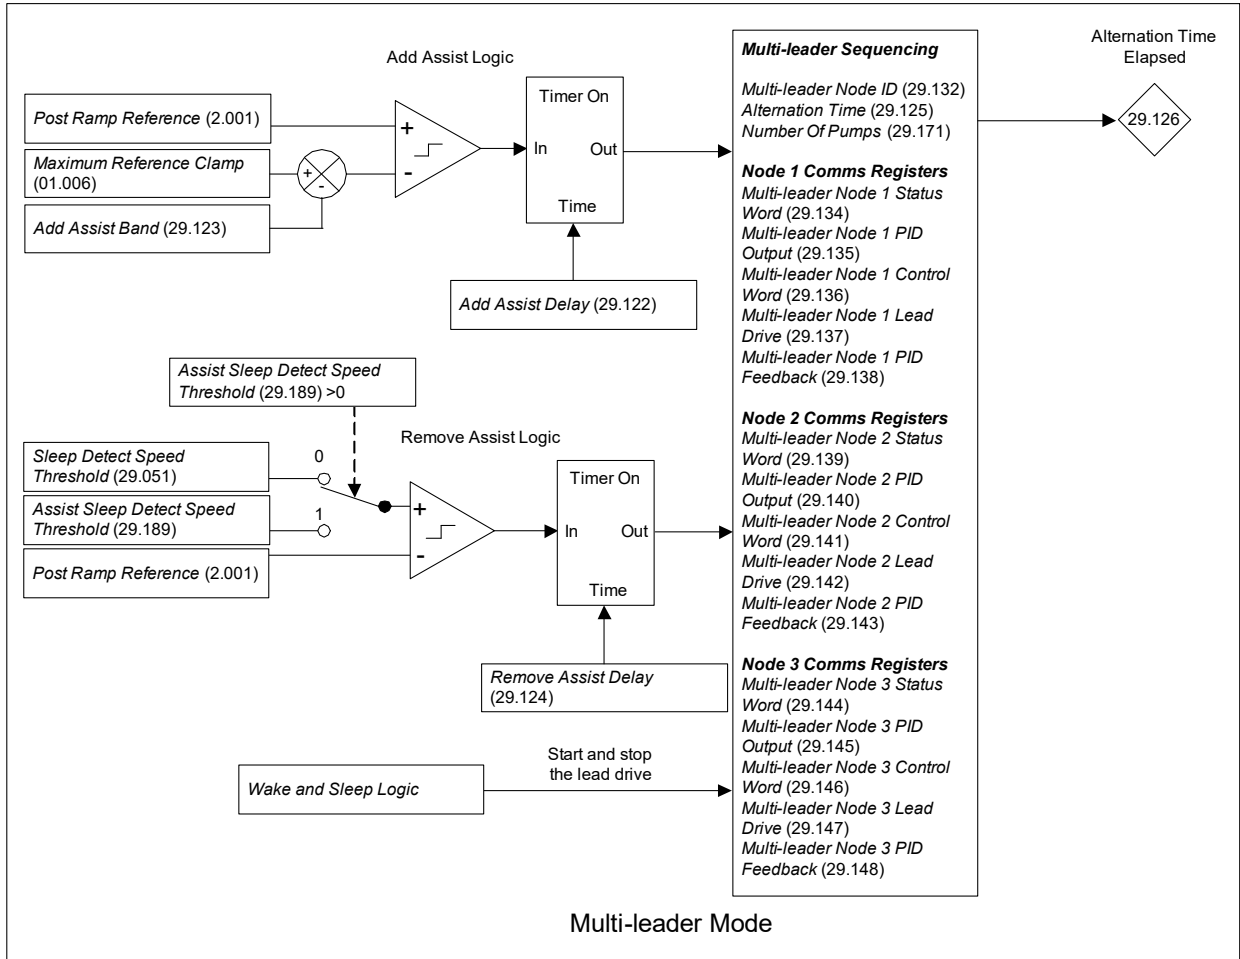 Add Assist Logic
Post Ramp Reference (2.001)
Maximum Reference Clamp
(01.006)
Add Assist Band (29.123)
+
-
+
-
Timer On
In
Out
Time
Add Assist Delay (29.122)
Assist Sleep Detect Speed
Threshold (29.189) >0
Remove Assist Logic
Sleep Detect Speed
Threshold (29.051)
Assist Sleep Detect Speed
Threshold (29.189)
Post Ramp Reference (2.001)
0
1
+
-
Timer On
In
Out
Time
Remove Assist Delay
(29.124)
Wake and Sleep Logic
Start and stop
the lead drive
Multi-leader Sequencing
Multi-leader Node ID (29.132)
Alternation Time (29.125)
Number Of Pumps (29.171)
Node 1 Comms Registers
Multi-leader Node 1 Status
Word (29.134)
Multi-leader Node 1 PID
Output (29.135)
Multi-leader Node 1 Control
Word (29.136)
Multi-leader Node 1 Lead
Drive (29.137)
Multi-leader Node 1 PID
Feedback (29.138)
Node 2 Comms Registers
Multi-leader Node 2 Status
Word (29.139)
Multi-leader Node 2 PID
Output (29.140)
Multi-leader Node 2 Control
Word (29.141)
Multi-leader Node 2 Lead
Drive (29.142)
Multi-leader Node 2 PID
Feedback (29.143)
Node 3 Comms Registers
Multi-leader Node 3 Status
Word (29.144)
Multi-leader Node 3 PID
Output (29.145)
Multi-leader Node 3 Control
Word (29.146)
Multi-leader Node 3 Lead
Drive (29.147)
Multi-leader Node 3 PID
Feedback (29.148)
Alternation Time
Elapsed
29.126
Multi-leader Mode